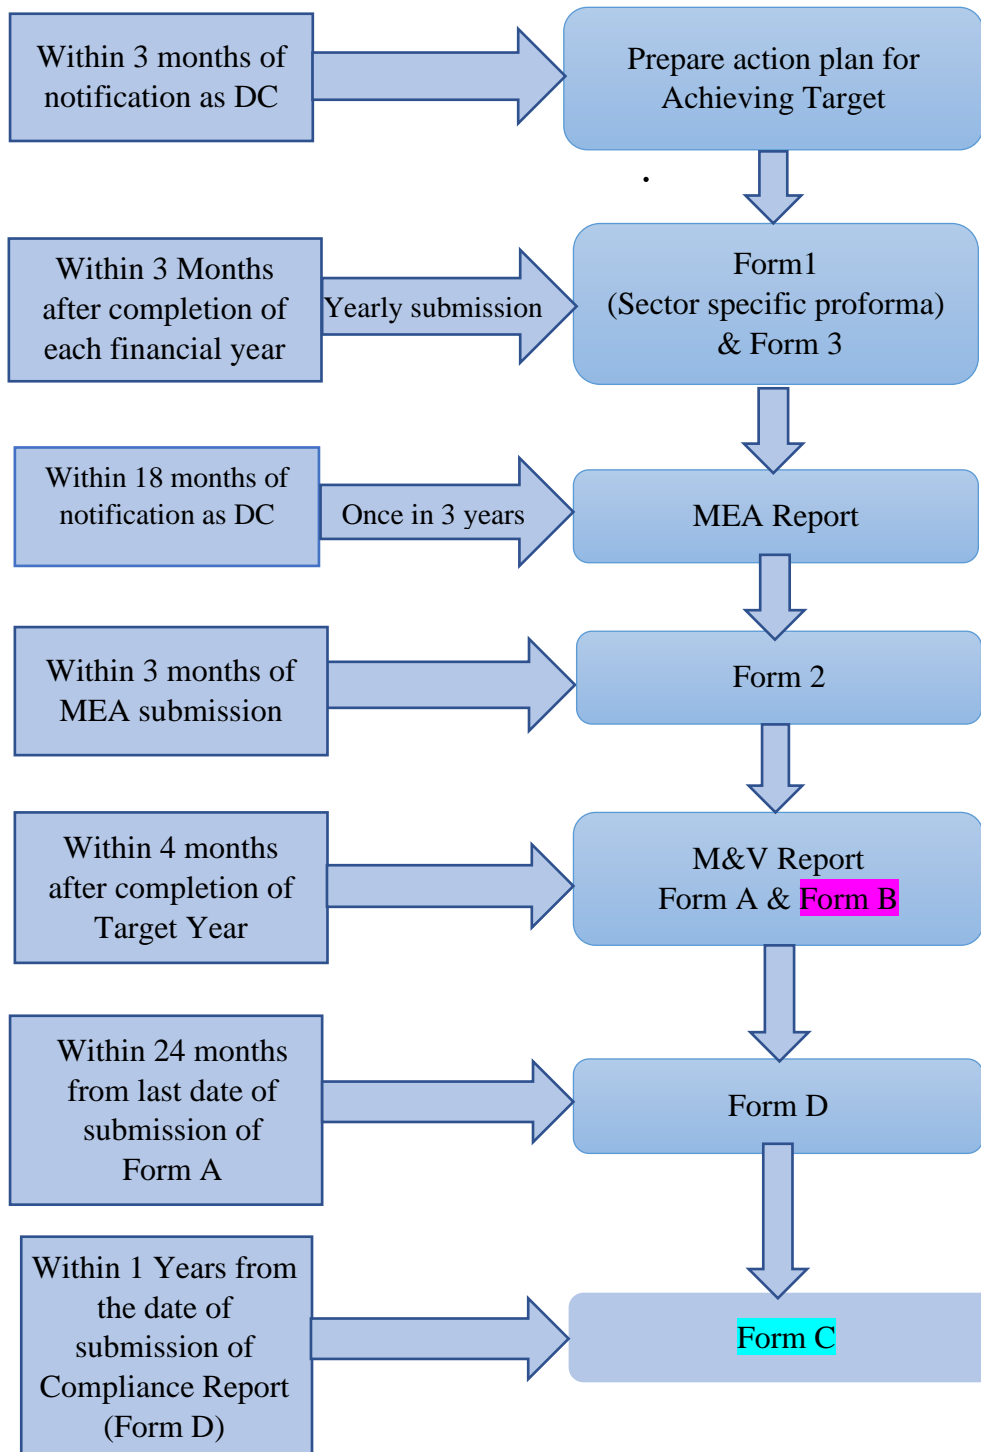 Within 3 months of
notification as DC
Prepare action plan for
Achieving Target
.
Within 3 Months
after completion of
each financial year
Yearly submission
Form1
(Sector specific proforma)
& Form 3
Within 18 months of
notification as DC
Once in 3 years
MEA Report
Within 3 months of
MEA submission
Form 2
Within 4 months
after completion of
Target Year
M&V Report
Form A & Form B
Within 24 months
from last date of
submission of
Form A
Form D
Within 1 Years from
the date of
submission of
Compliance Report
(Form D)
Form C